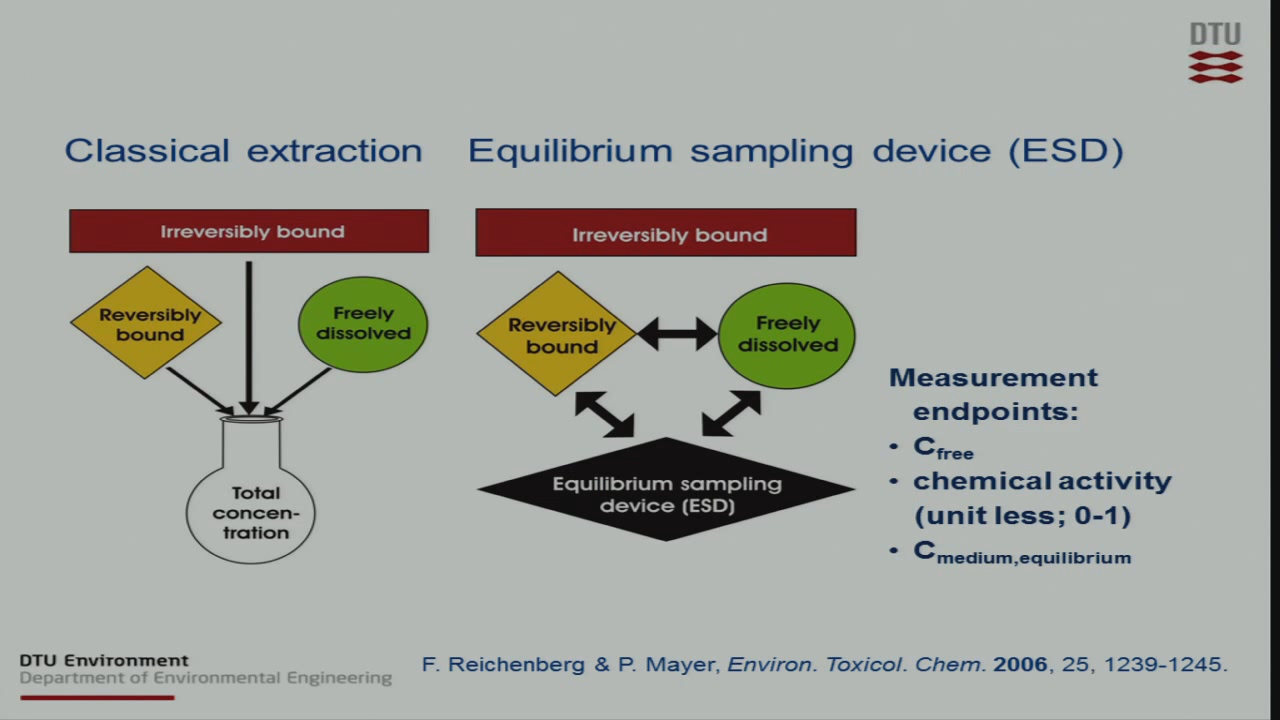 DTU
Classical extraction
Equilibrium sampling device (ESD)
Irreversibly bound
Reversibly
bound
Freely
dissolved
Total
concen-
tration
Irreversibly bound
Reversibly
bound
Freely
dissolved
Equilibrium sampling
device (ESD)
Measurement
endpoints:
• Cfree
• chemical activity
(unit less; 0-1)
• Cmedium,equilibrium
DTU Environment
Department of Environmental Engineering
F. Reichenberg & P. Mayer, Environ. Toxicol. Chem. 2006, 25, 1239-1245.